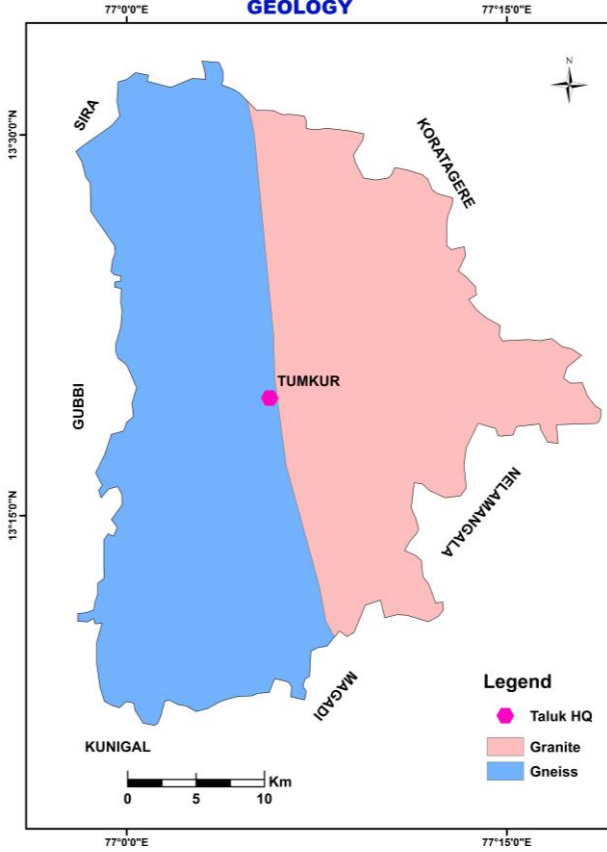 GEOLOGY
77°0'0"E
77°15'0"E
N
SIRA
KORATAGERE
13°30'0"N
TUMKUR
GUBBI
NELAMANGALA
13°15'0"N
MAGADI
Legend
Taluk HQ
Granite
Gneiss
KUNIGAL
Km
0 5 10
77°0'0"E
77°15'0"E